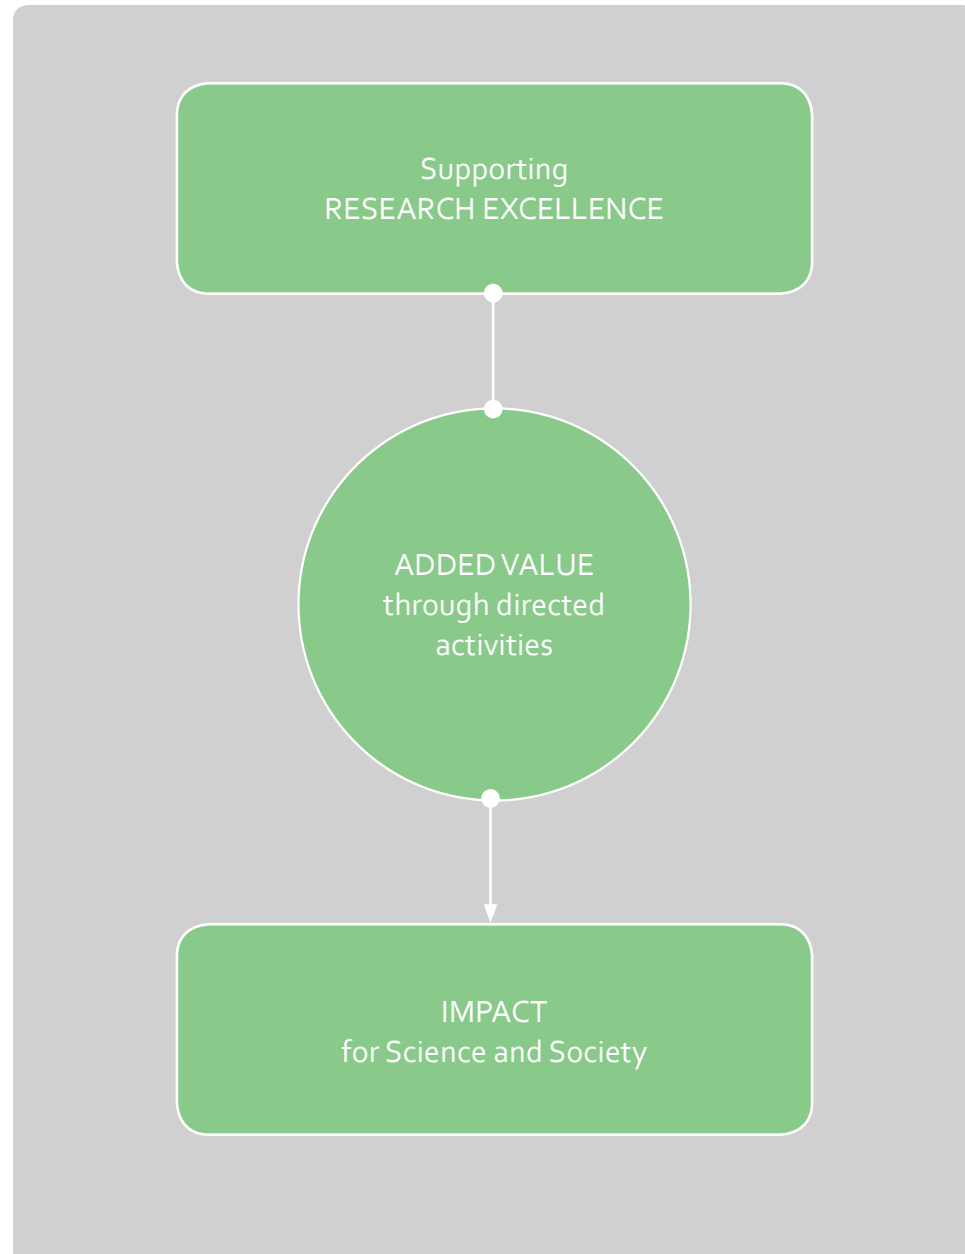 Supporting
RESEARCH EXCELLENCE
ADDED VALUE
through directed
activities
IMPACT
for Science and Society